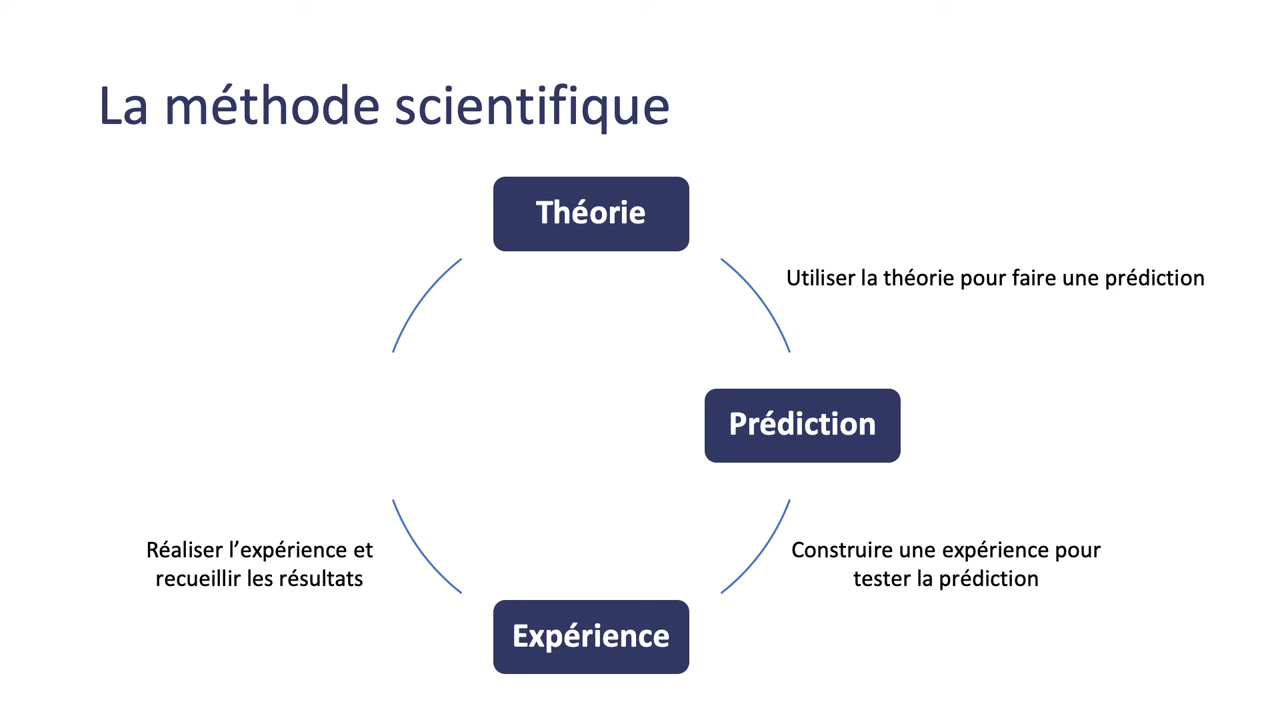 La méthode scientifique
Théorie
Utiliser la théorie pour faire une prédiction
Prédiction
Construire une expérience pour
tester la prédiction
Expérience
Réaliser l’expérience et
recueillir les résultats